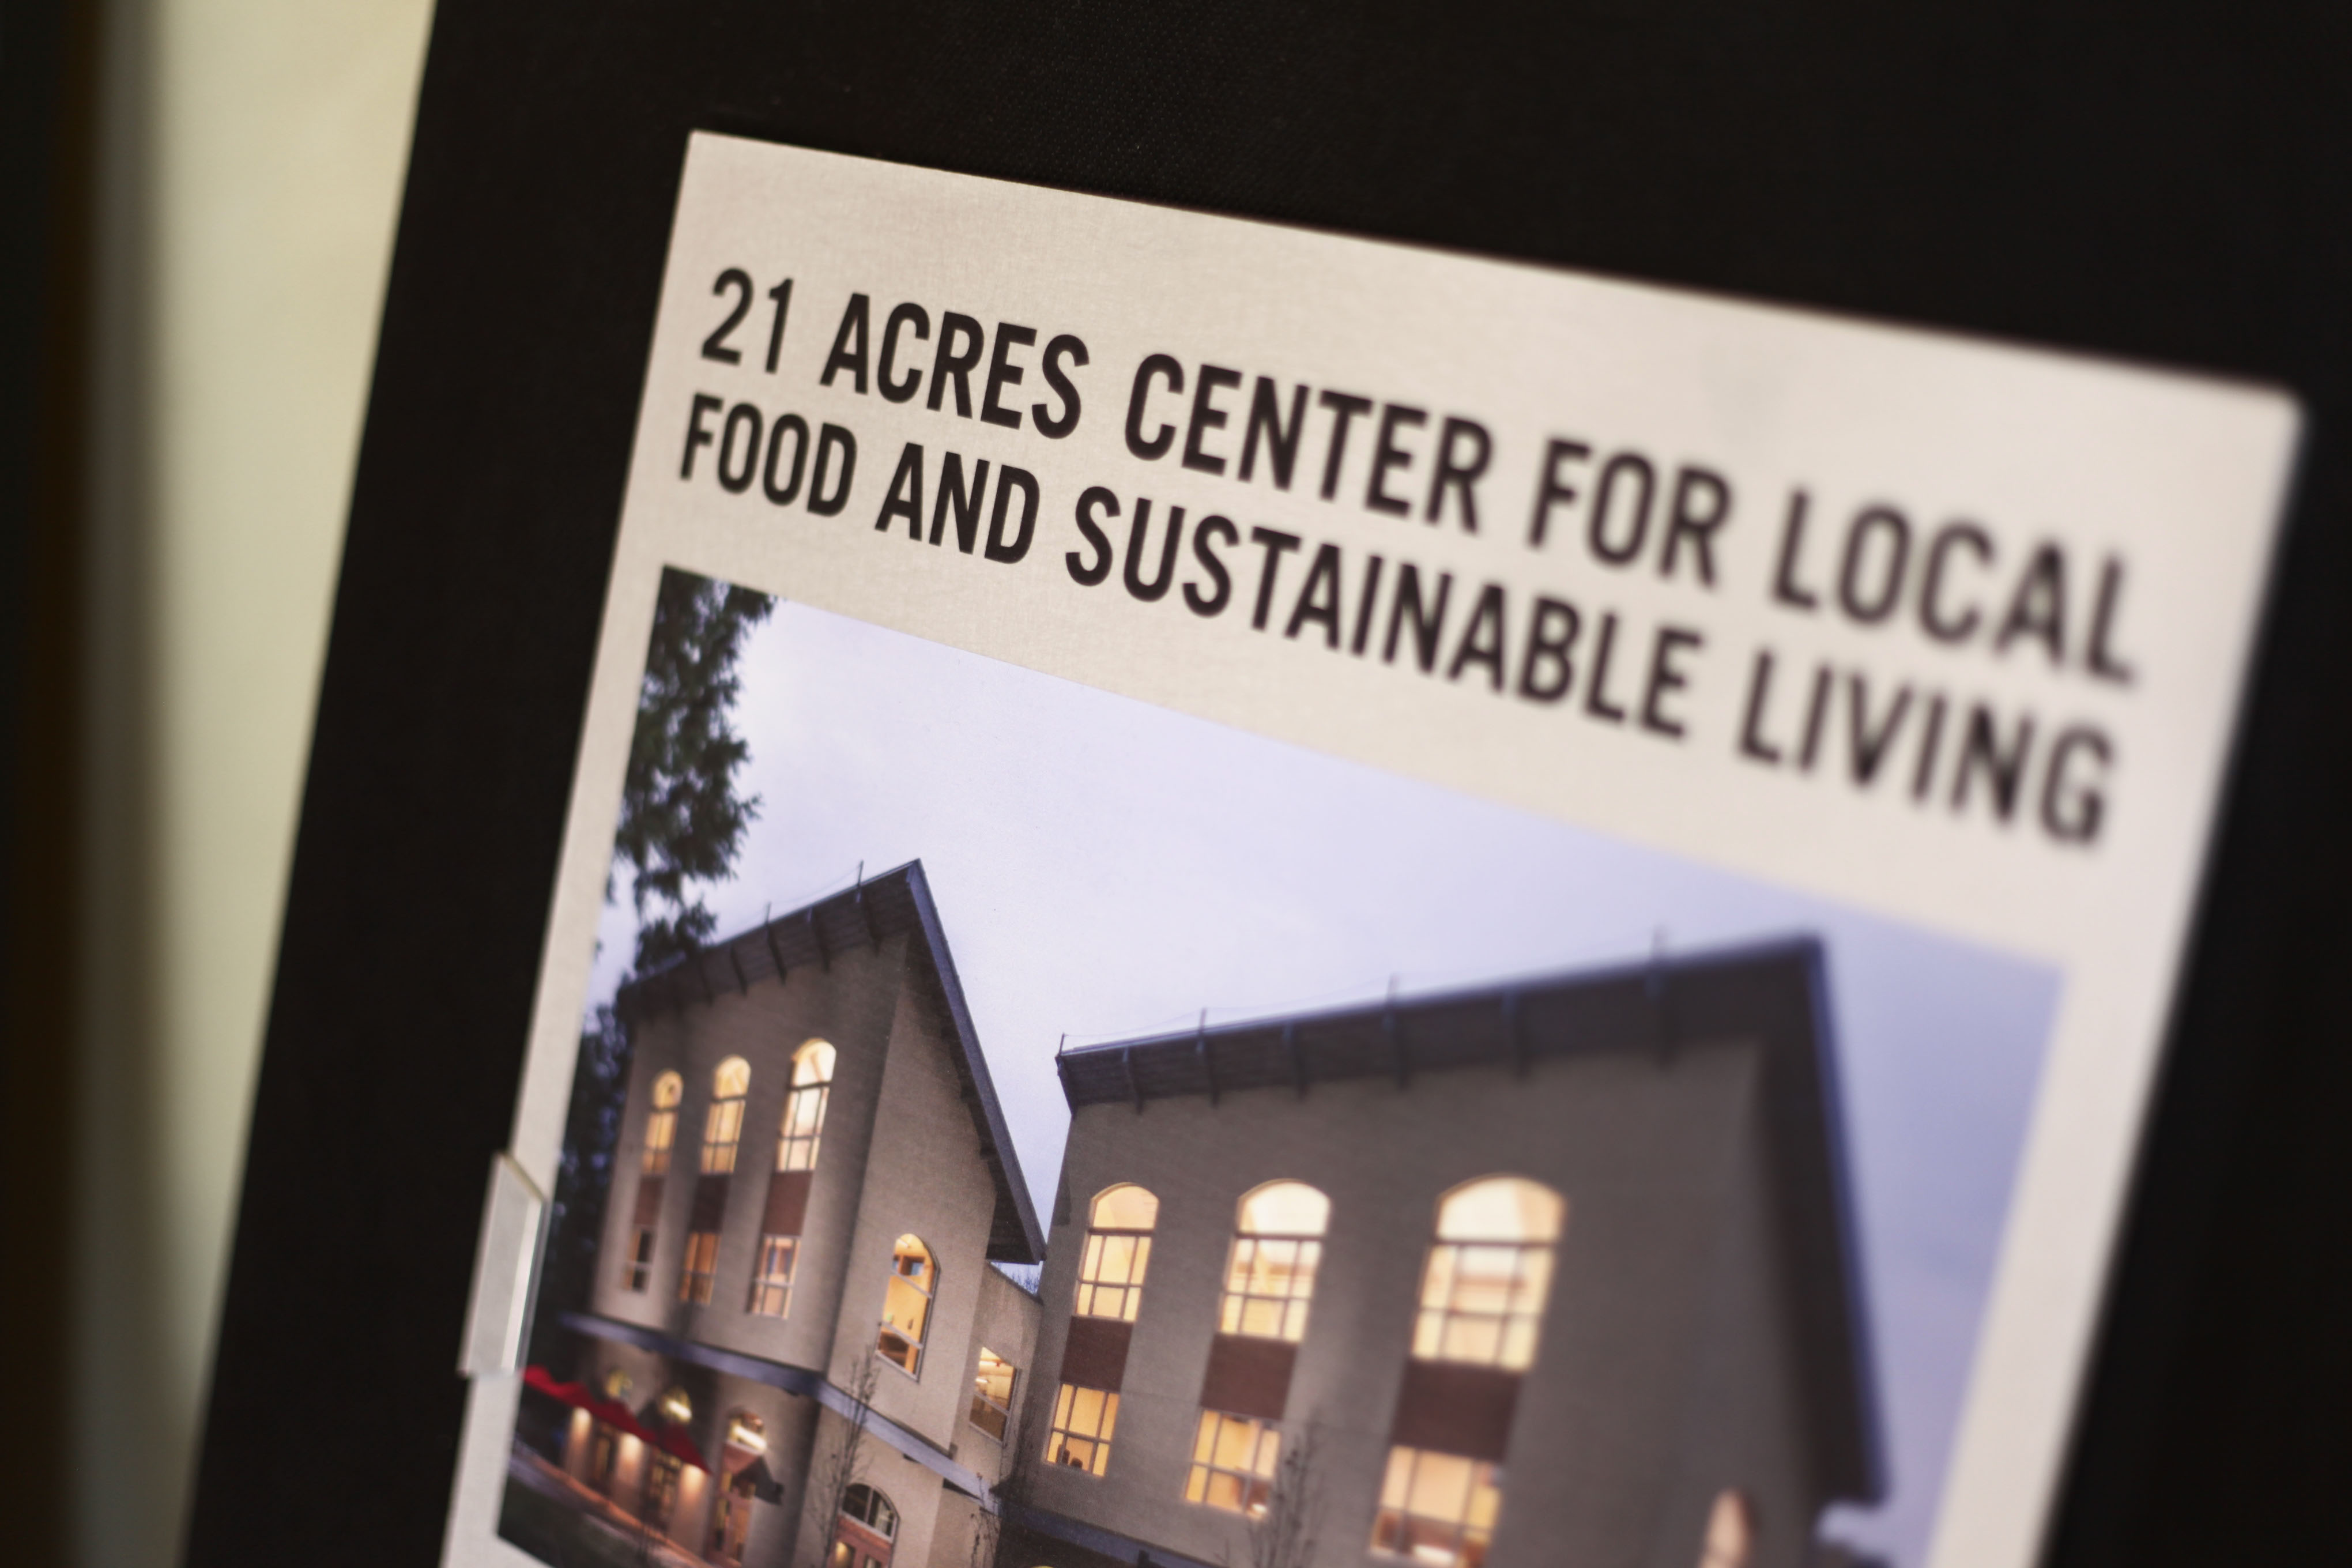 21 ACRES CENTER FOR LOCAL
FOOD AND SUSTAINABLE LIVING